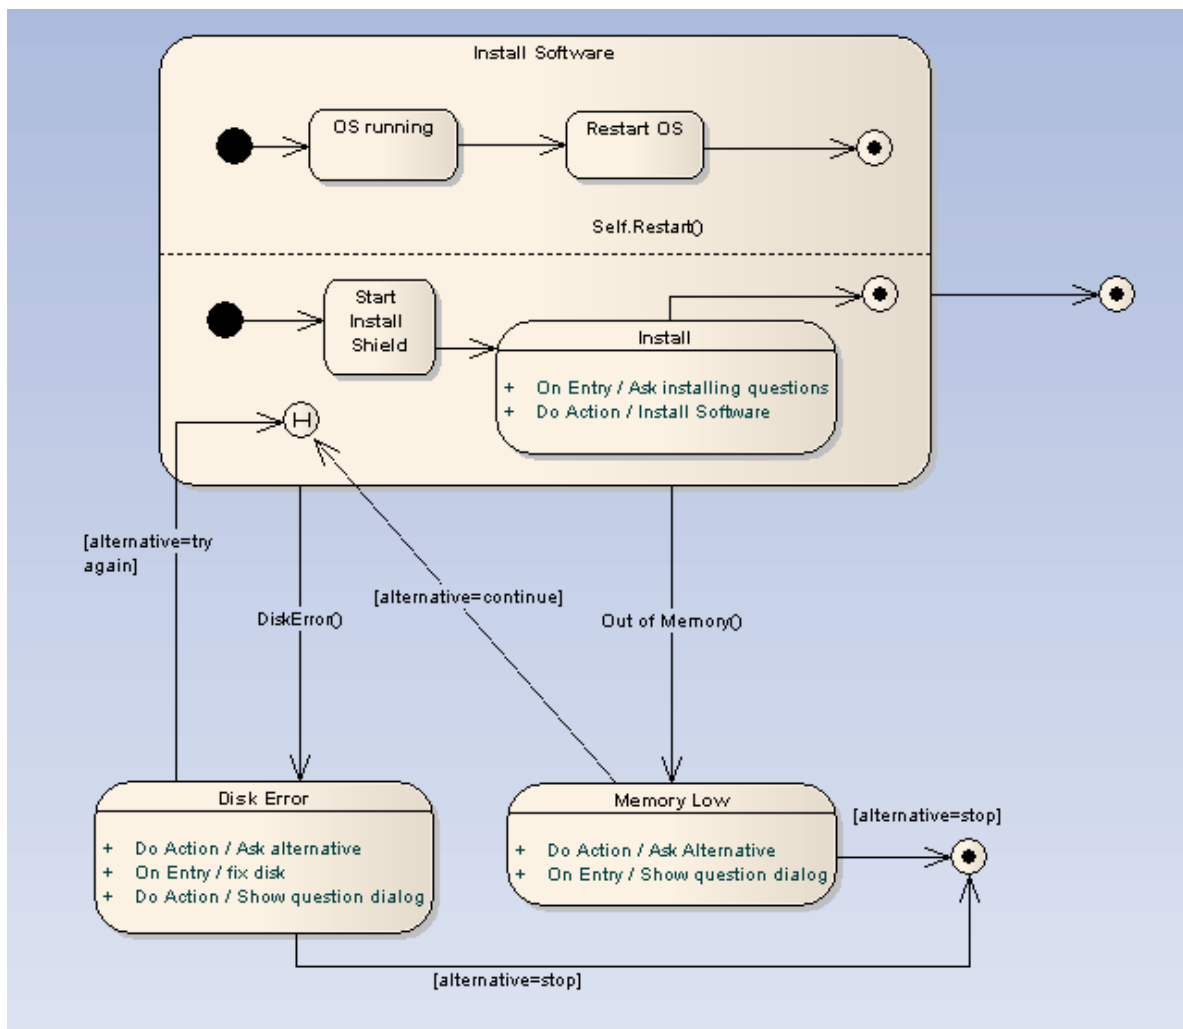 Install Software
OS running
Restart OS
Self.Restart()
Start
Install
Shield
Install
+ On Entry / Ask installing questions
+ Do Action / Install Software
H
[alternative=try
again]
[alternative=continue]
DiskError()
Out of Memory()
Disk Error
+ Do Action / Ask alternative
+ On Entry / fix disk
+ Do Action / Show question dialog
Memory Low
+ Do Action / Ask Alternative
+ On Entry / Show question dialog
[alternative=stop]
[alternative=stop]